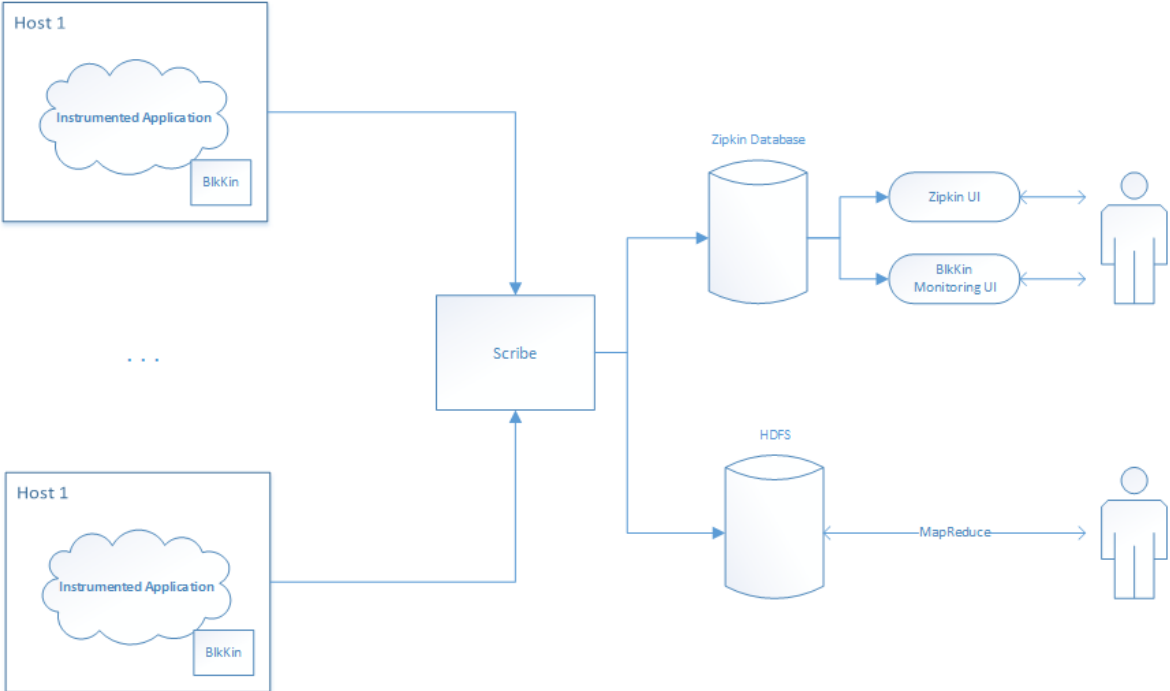 Host 1
Instrumented Application
BlkKin
Zipkin Database
Zipkin UI
BlkKin
Monitoring UI
Scribe
. . .
HDFS
MapReduce
Host 1
Instrumented Application
BlkKin